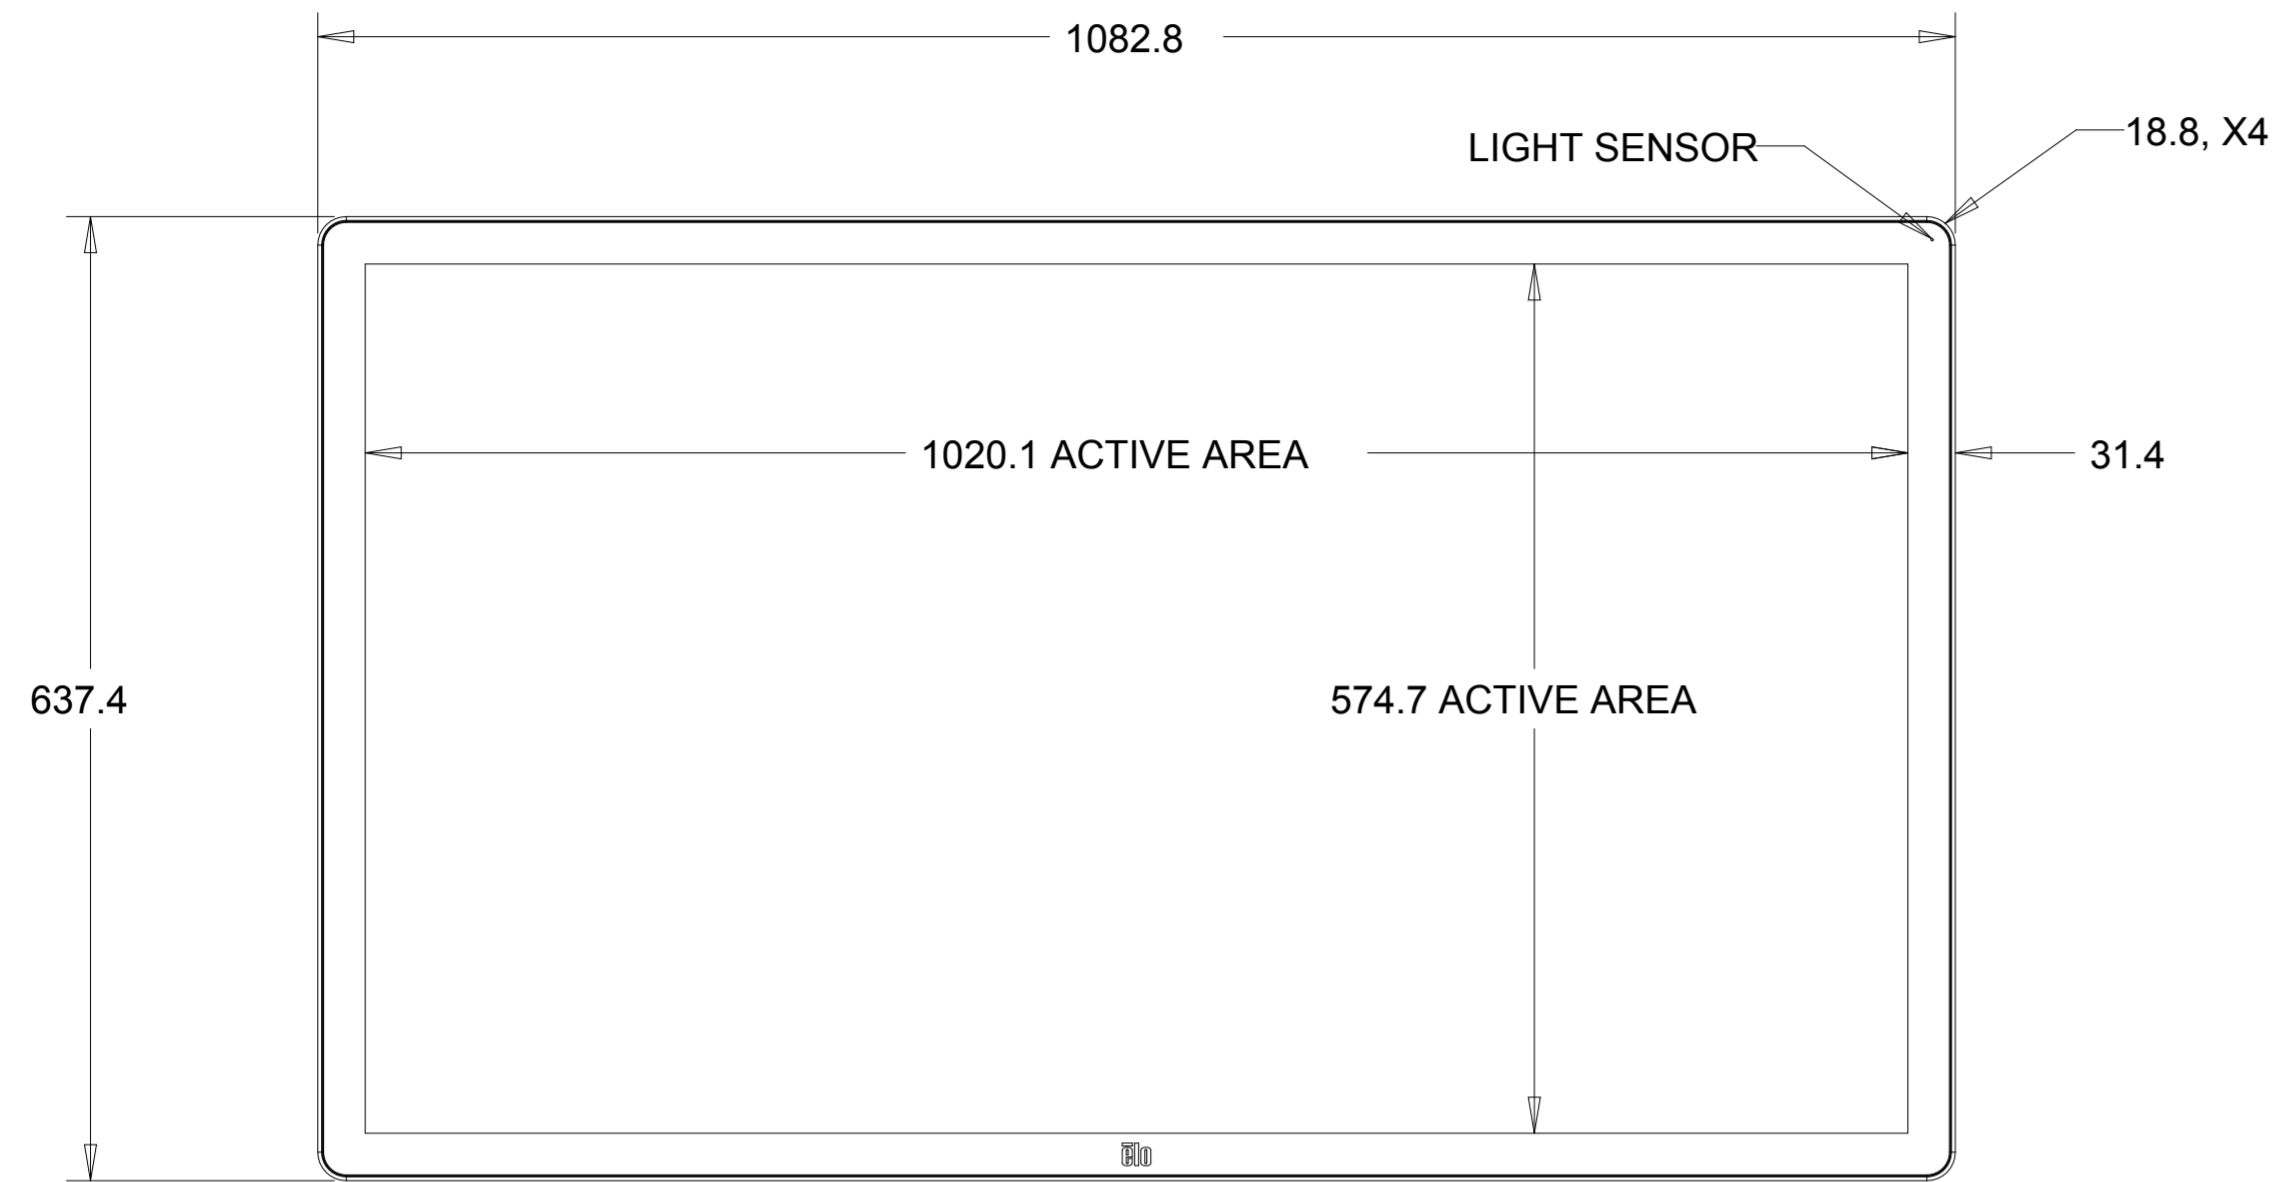 1082.8
18.8, X4
LIGHT SENSOR
1020.1 ACTIVE AREA
31.4
637.4
574.7 ACTIVE AREA
ēlo